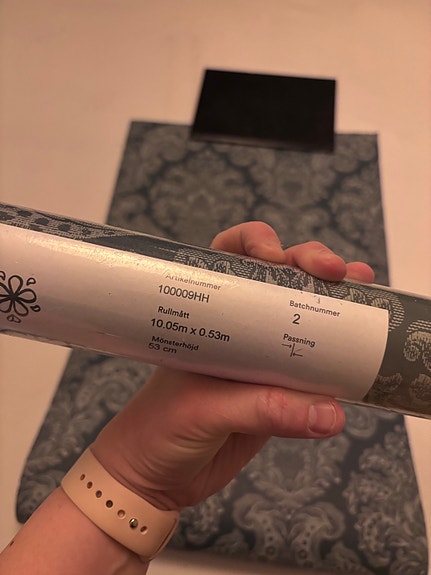 Artikelnummer
100009HH
Rullmått
10.05m x 0.53m
Mönsterhöjd
53 cm
Batchnummer
2
Passning